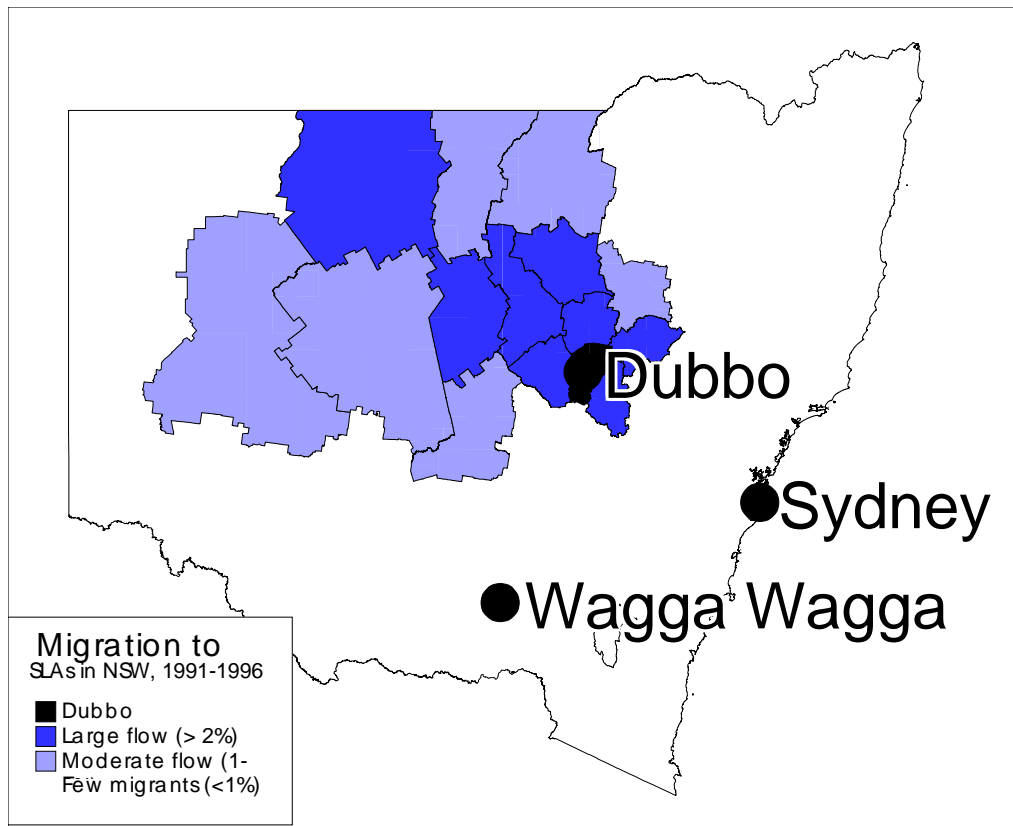 Dubbo
Sydney
Wagga Wagga
Migration to
SLAs in NSW, 1991-1996
Dubbo
Large flow (> 2%)
Moderate flow (1-
Few migrants (<1%)